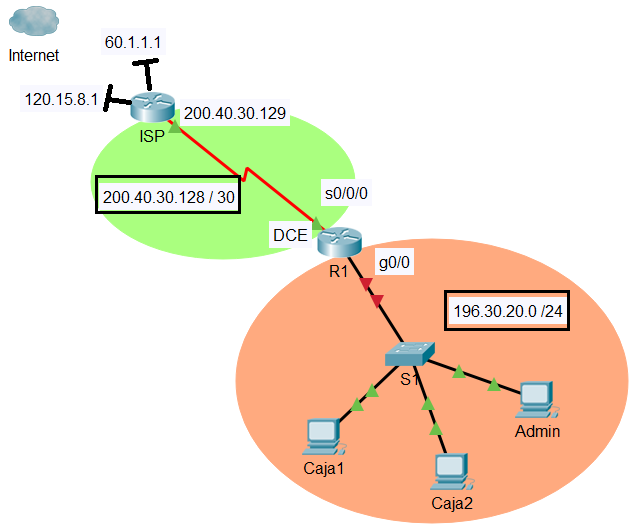 Internet
60.1.1.1
120.15.8.1
200.40.30.129
ISP
200.40.30.128 / 30
s0/0/0
DCE
R1
g0/0
196.30.20.0 /24
S1
Admin
Caja1
Caja2